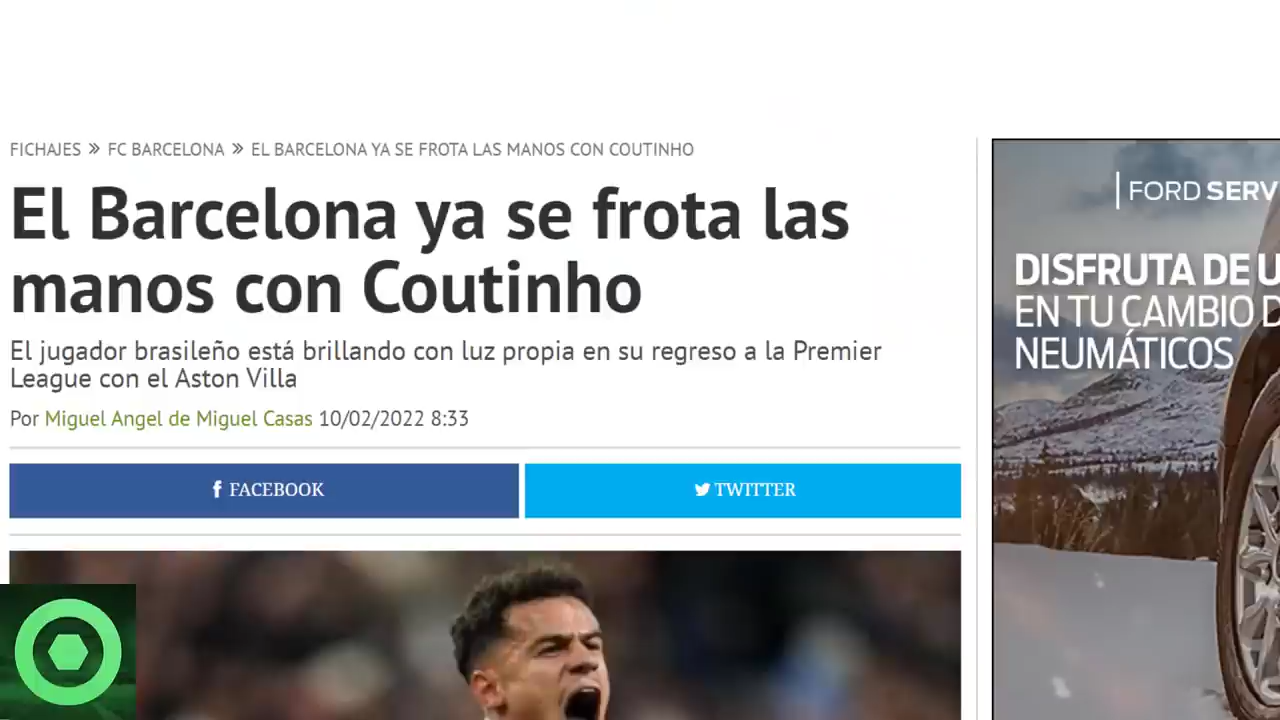 FICHAJES » FC BARCELONA » EL BARCELONA YA SE FROTA LAS MANOS CON COUTINHO
El Barcelona ya se frota las
manos con Coutinho
El jugador brasileño está brillando con luz propia en su regreso a la Premier
League con el Aston Villa
Por Miguel Angel de Miguel Casas 10/02/2022 8:33
FACEBOOK
TWITTER
FORD SERV
DISFRUTA DE U
EN TU CAMBIO D
NEUMÁTICOS